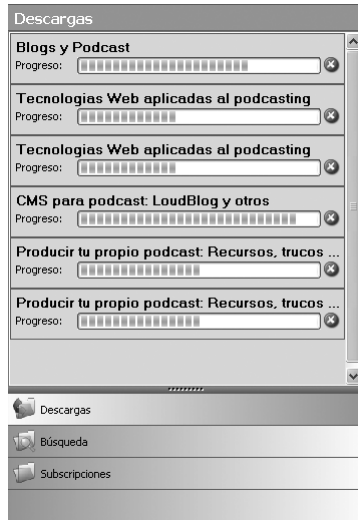 Descargas
Blogs y Podcast
Progreso:
Tecnologias Web aplicadas al podcasting
Progreso:
Tecnologias Web aplicadas al podcasting
Progreso:
CMS para podcast: LoudBlog y otros
Progreso:
Producir tu propio podcast: Recursos, trucos ...
Progreso:
Producir tu propio podcast: Recursos, trucos ...
Progreso:
Descargas
Búsqueda
Subscripciones